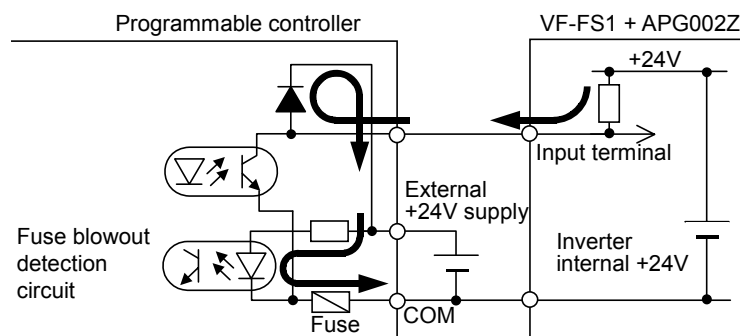 Programmable controller
VF-FS1 + APG002Z
+24V
Input terminal
External
+24V supply
Fuse blowout
detection
circuit
Inverter
internal +24V
COM
Fuse